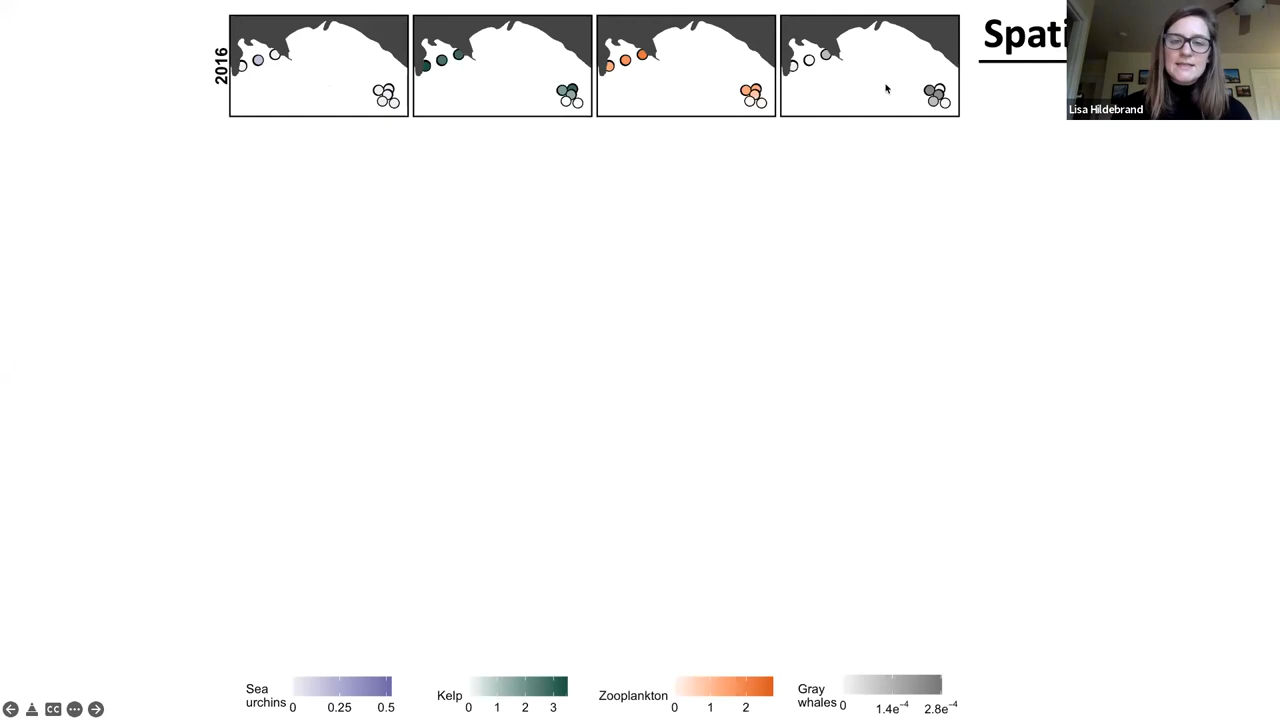 2016
Spati
Lisa Hildebrand
Sea
urchins
0 0.25 0.5
Kelp
0 1 2 3
Zooplankton
0 1 2
Gray
whales
0 1.4e⁻⁴ 2.8e⁻⁴
CC